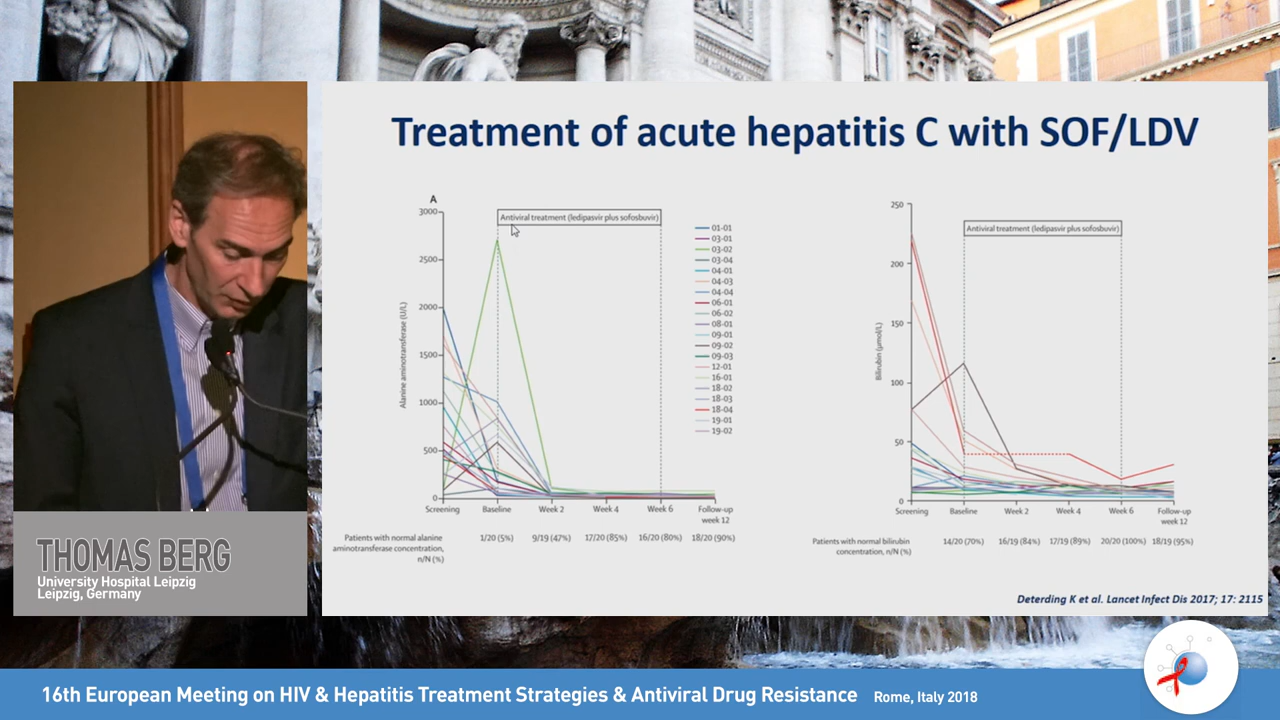 Treatment of acute hepatitis C with SOF/LDV
A
3000
2500
2000
1500
1000
500
0
Alanine aminotransferase (U/L)
Antiviral treatment (ledipasvir plus sofosbuvir)
Screening
Baseline
Week 2
Week 4
Week 6
Follow-up
week 12
Patients with normal alanine
aminotransferase concentration,
n/N (%)
1/20 (5%)
9/19 (47%)
17/20 (85%)
16/20 (80%)
18/20 (90%)
01-01
03-01
03-02
03-04
04-01
04-03
04-04
06-01
06-02
08-01
09-01
09-02
09-03
12-01
16-01
18-02
18-03
18-04
19-01
19-02
250
200
150
100
50
0
Bilirubin (μmol/L)
Antiviral treatment (ledipasvir plus sofosbuvir)
Screening
Baseline
Week 2
Week 4
Week 6
Follow-up
week 12
Patients with normal bilirubin
concentration, n/N (%)
14/20 (70%)
16/19 (84%)
17/19 (89%)
20/20 (100%)
18/19 (95%)
Deterding K et al. Lancet Infect Dis 2017; 17: 2115
THOMAS BERG
University Hospital Leipzig
Leipzig, Germany
16th European Meeting on HIV & Hepatitis Treatment Strategies & Antiviral Drug Resistance Rome, Italy 2018